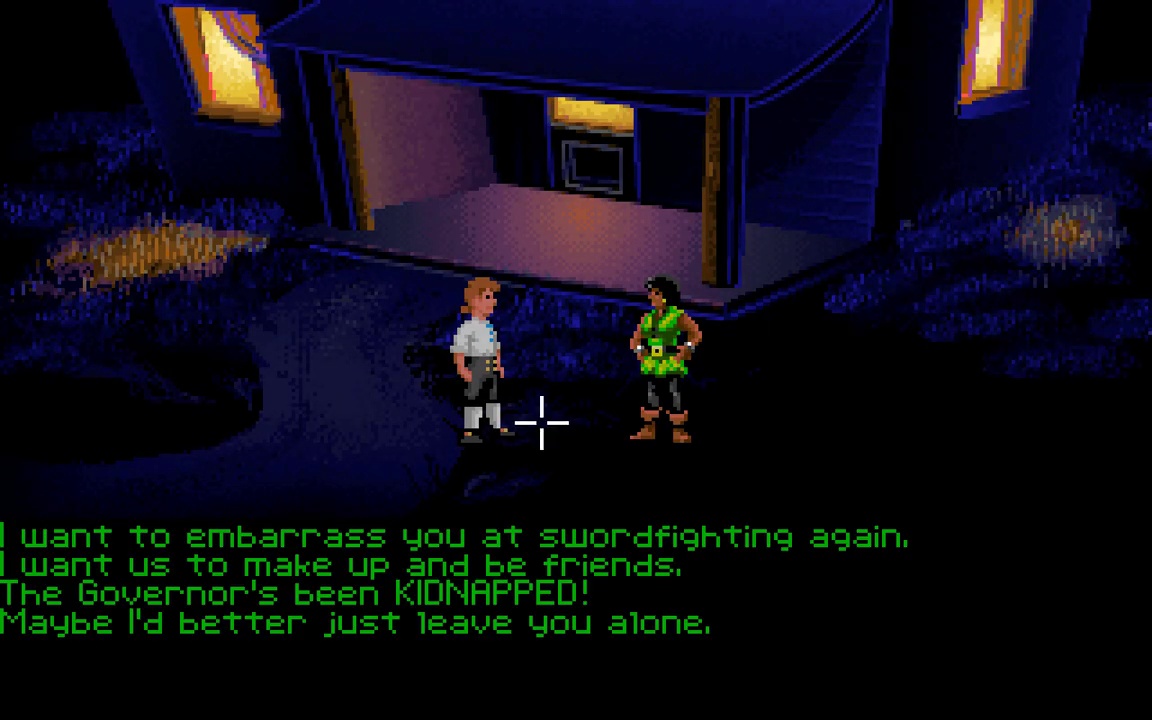 I want to embarrass you at swordfighting again.
I want us to make up and be friends.
The Governor's been KIDNAPPED!
Maybe I'd better just leave you alone.